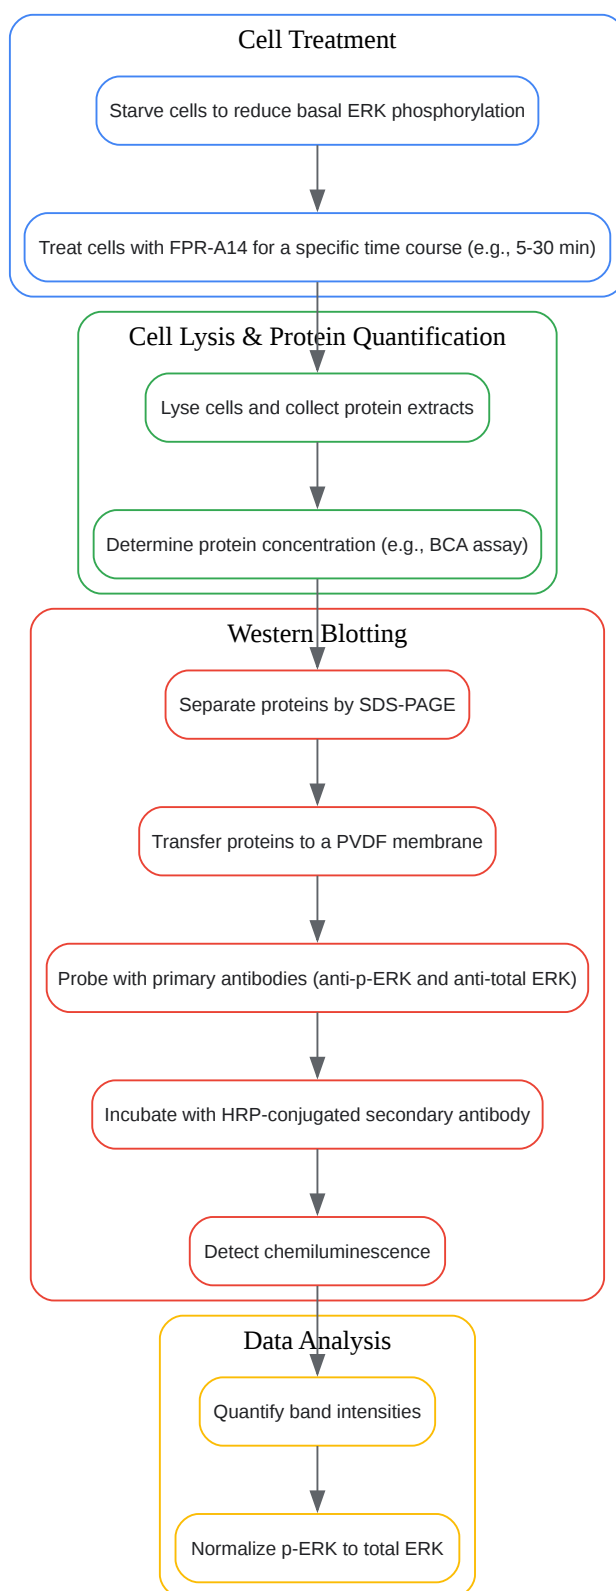 Cell Treatment
Starve cells to reduce basal ERK phosphorylation
Treat cells with FPR-A14 for a specific time course (e.g., 5-30 min)
Cell Lysis & Protein Quantification
Lyse cells and collect protein extracts
Determine protein concentration (e.g., BCA assay)
Western Blotting
Separate proteins by SDS-PAGE
Transfer proteins to a PVDF membrane
Probe with primary antibodies (anti-p-ERK and anti-total ERK)
Incubate with HRP-conjugated secondary antibody
Detect chemiluminescence
Data Analysis
Quantify band intensities
Normalize p-ERK to total ERK